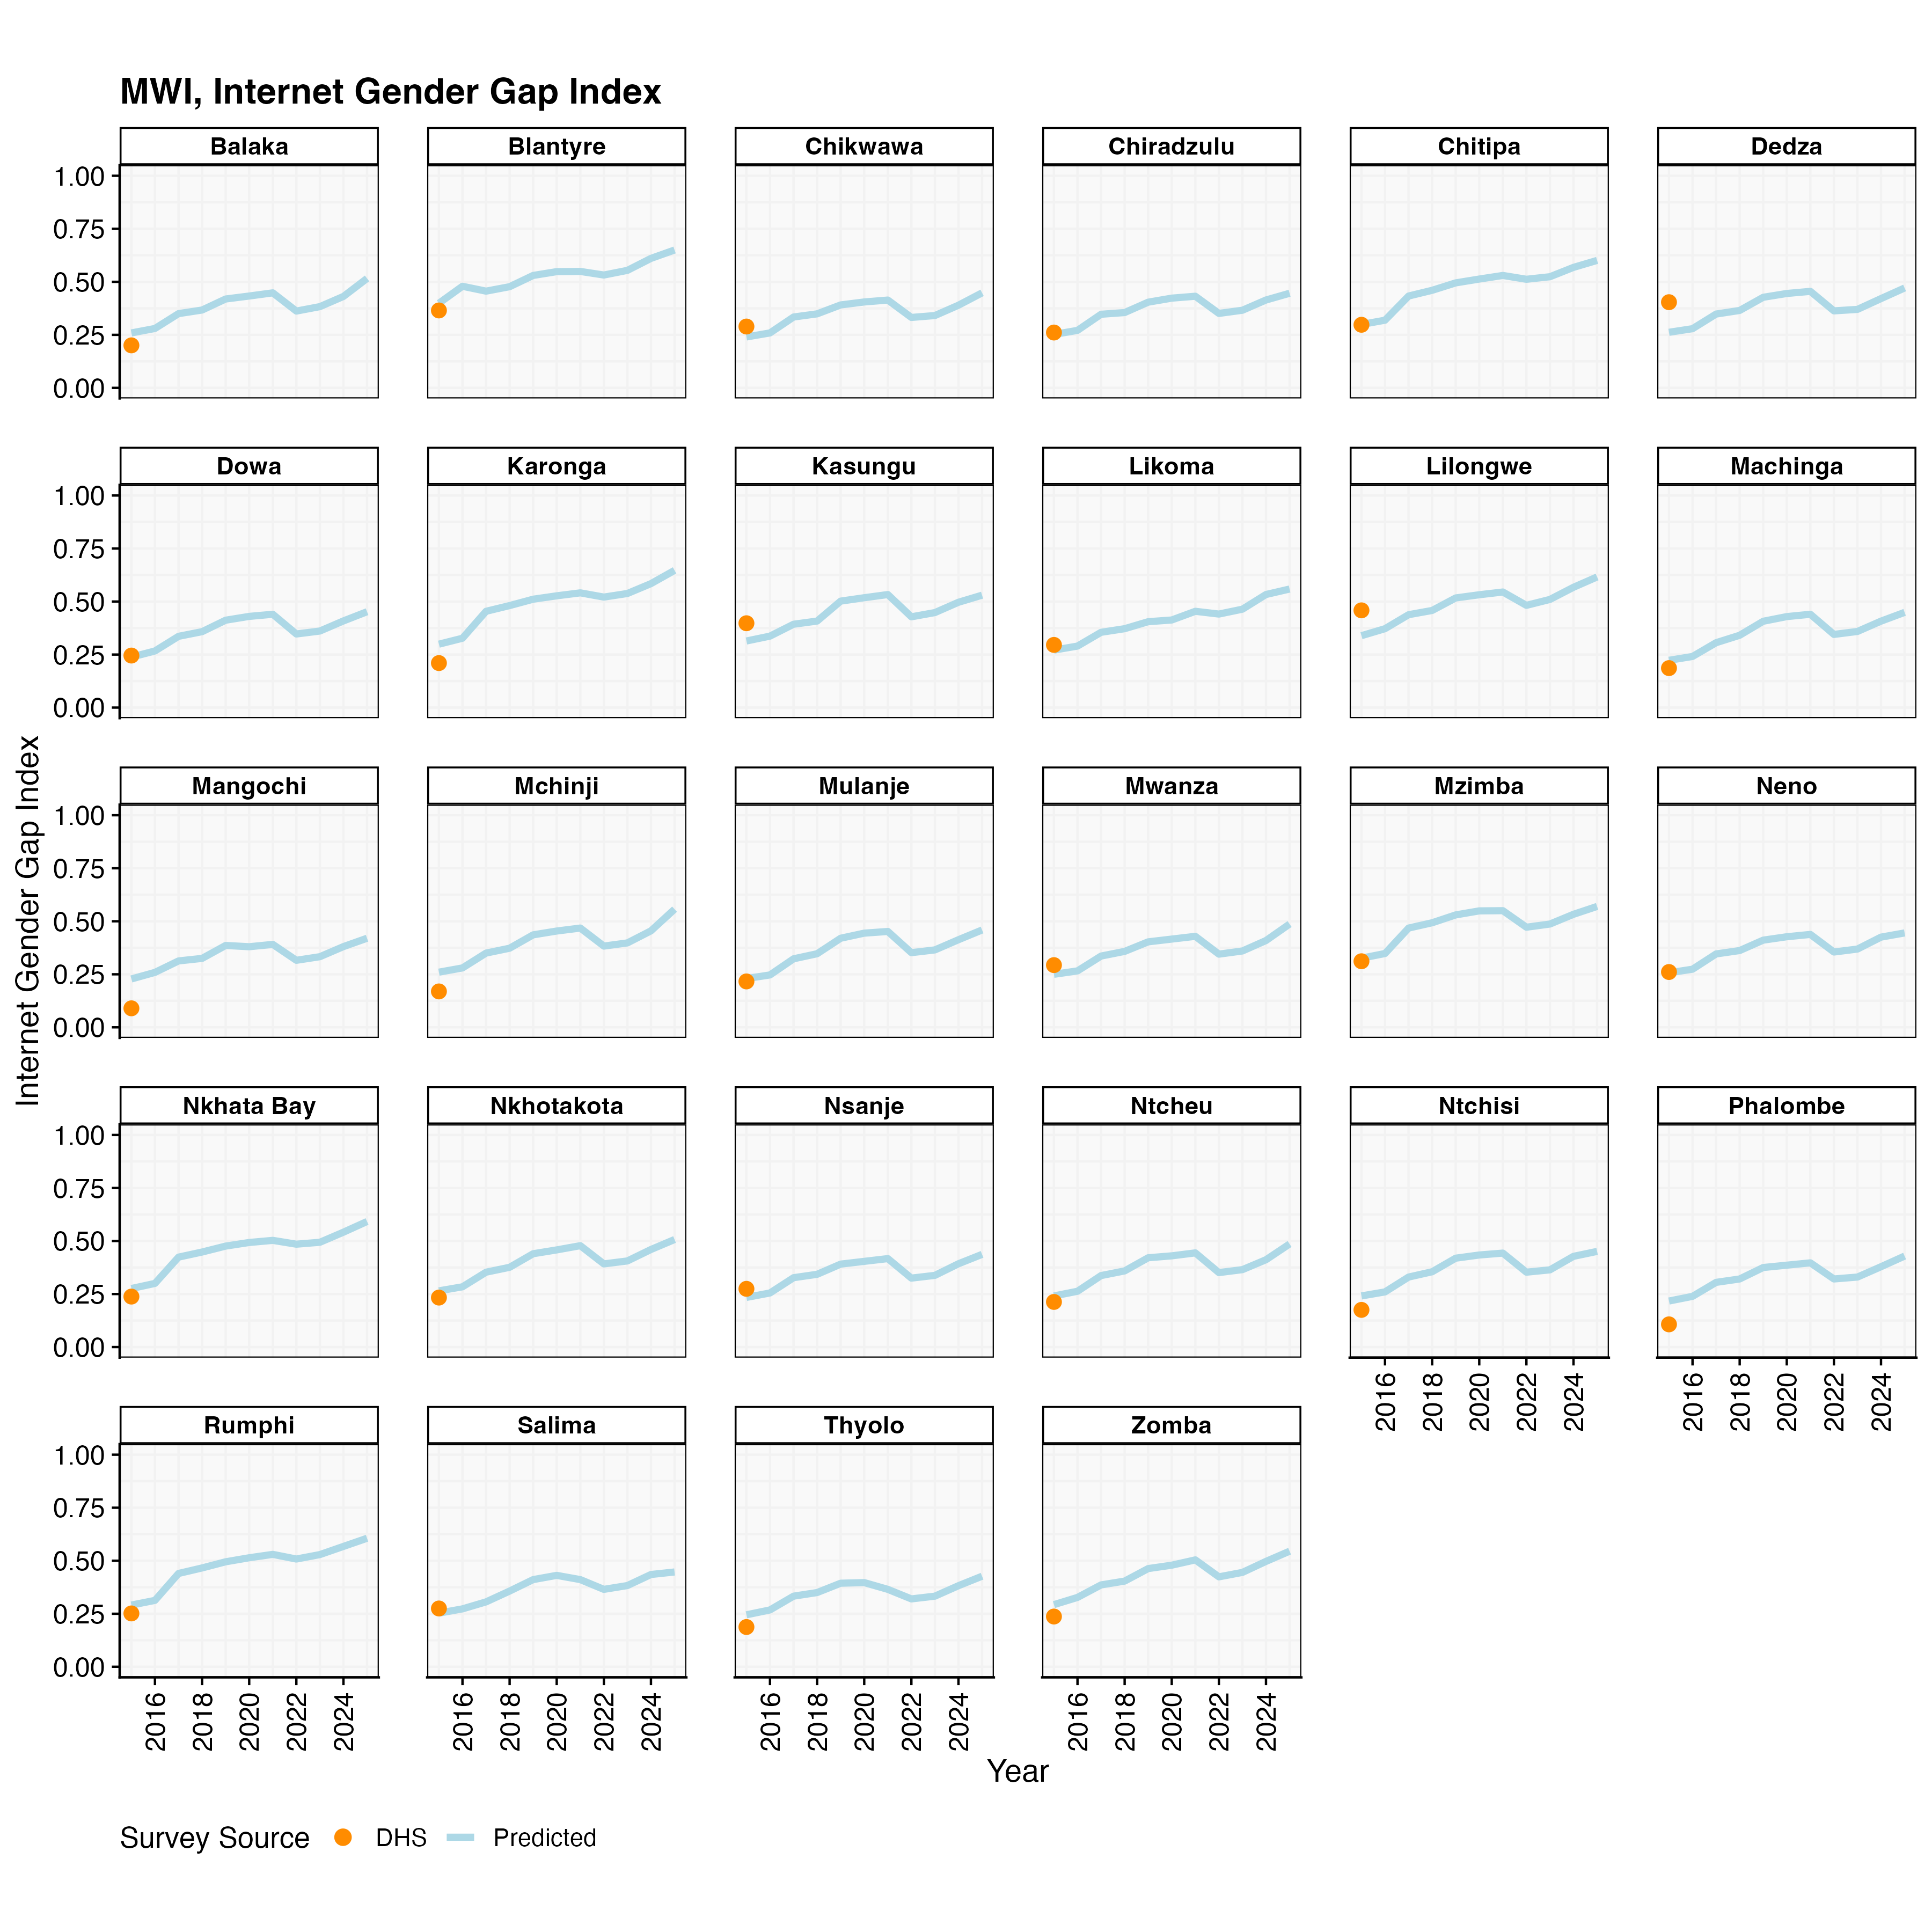 MWI, Internet Gender Gap Index
Balaka Blantyre Chikwawa Chiradzulu Chitipa Dedza
1.00
0.75
0.50
0.25
0.00
Dowa Karonga Kasungu Likoma Lilongwe Machinga
1.00
0.75
0.50
0.25
0.00
Internet Gender Gap Index
Mangochi Mchinji Mulanje Mwanza Mzimba Neno
1.00
0.75
0.50
0.25
0.00
Nkhata Bay Nkhotakota Nsanje Ntcheu Ntchisi Phalombe
1.00
0.75
0.50
0.25
0.00
2016 2018 2020 2022 2024 2016 2018 2020 2022 2024
Rumphi Salima Thyolo Zomba
1.00
0.75
0.50
0.25
0.00
2016 2018 2020 2022 2024 2016 2018 2020 2022 2024 2016 2018 2020 2022 2024 2016 2018 2020 2022 2024
Year
Survey Source DHS Predicted